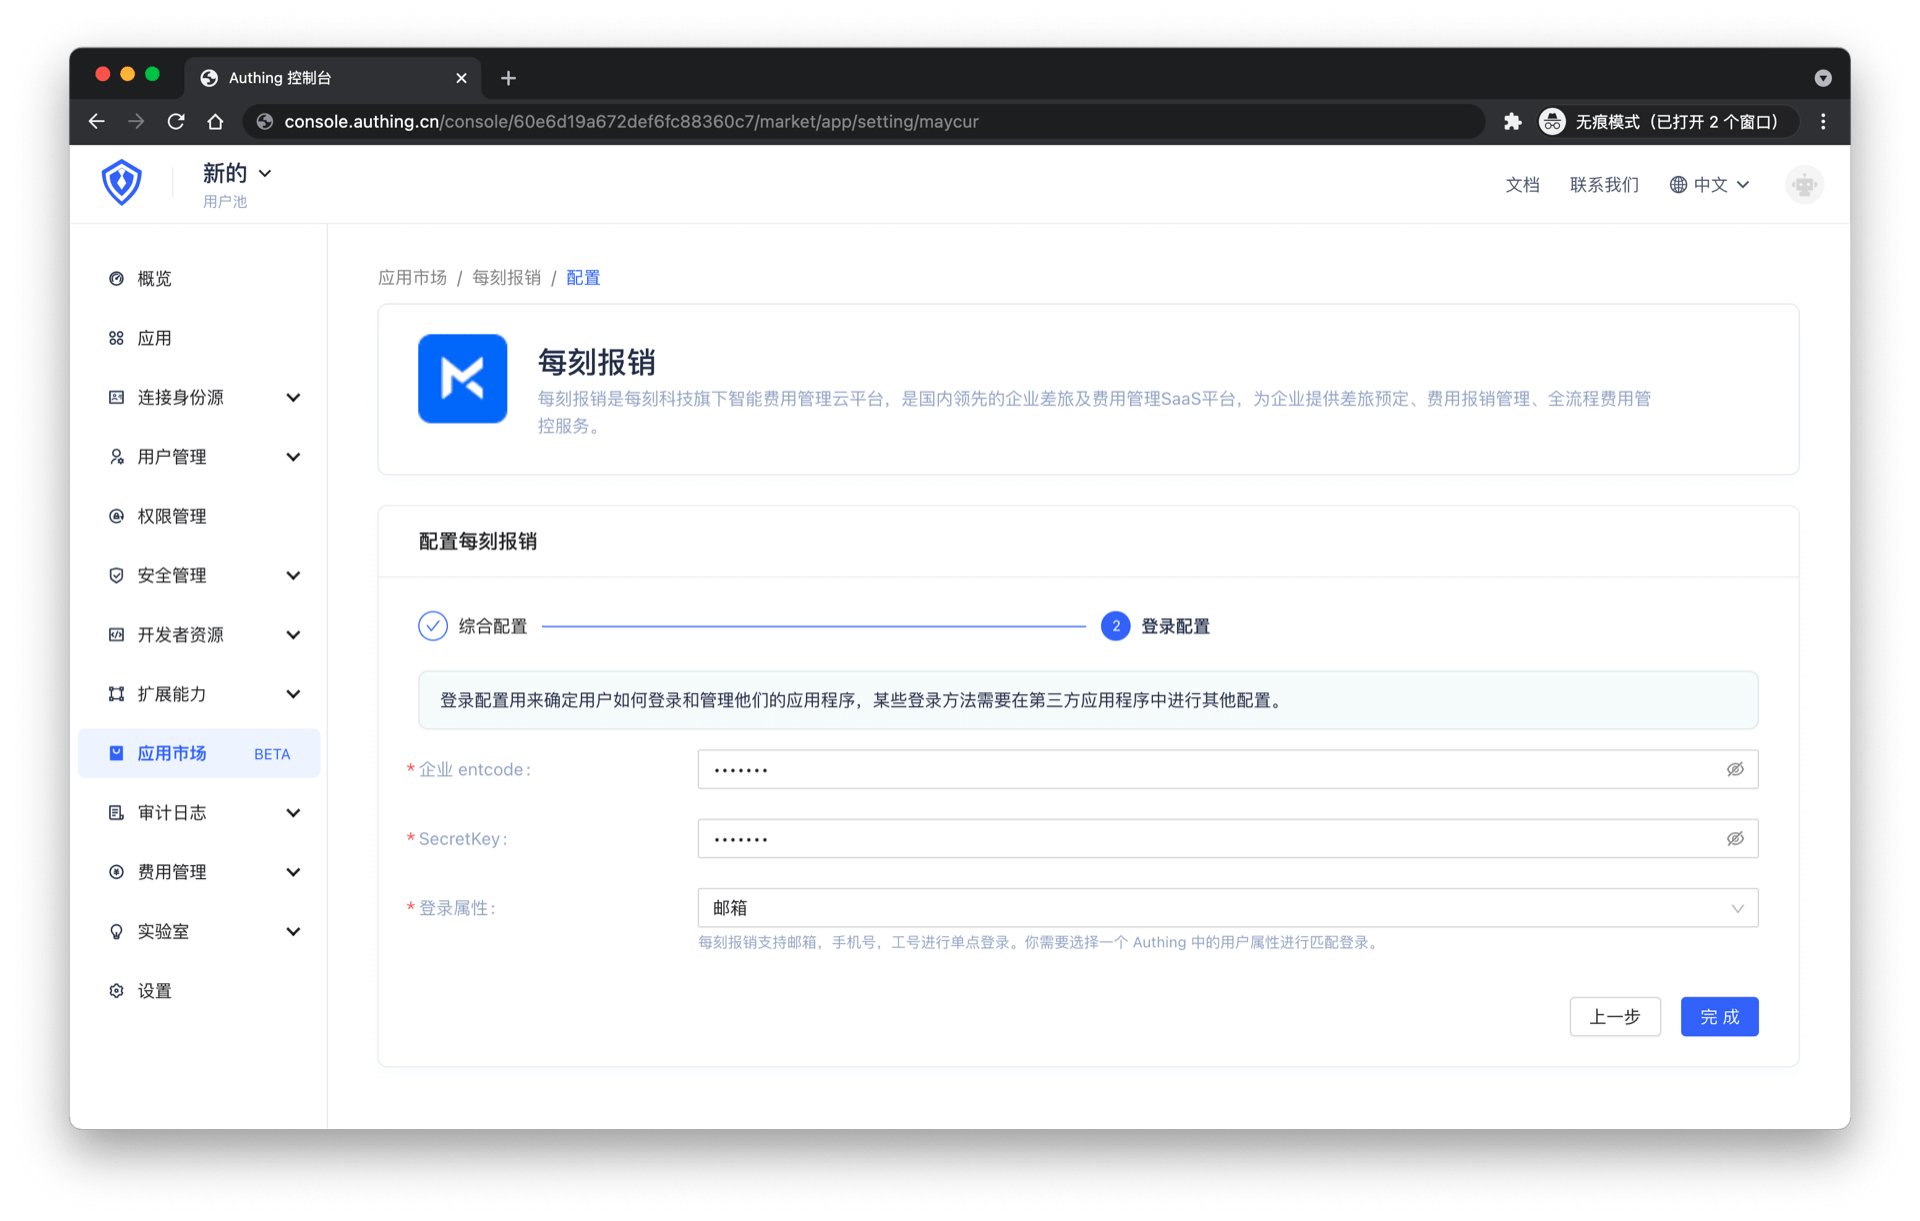 Authing 控制台
console.authing.cn/console/60e6d19a672def6fc88360c7/market/app/setting/maycur
无痕模式（已打开 2 个窗口）
新的
用户池
文档
联系我们
中文
概览
应用
连接身份源
用户管理
权限管理
安全管理
开发者资源
扩展能力
应用市场 BETA
审计日志
费用管理
实验室
设置
应用市场 / 每刻报销 / 配置
每刻报销
每刻报销是每刻科技旗下智能费用管理云平台，是国内领先的企业差旅及费用管理SaaS平台，为企业提供差旅预定、费用报销管理、全流程费用管
控服务。
配置每刻报销
综合配置
2 登录配置
登录配置用来确定用户如何登录和管理他们的应用程序，某些登录方法需要在第三方应用程序中进行其他配置。
* 企业 entcode: •••••••
* SecretKey: •••••••
* 登录属性: 邮箱
每刻报销支持邮箱，手机号，工号进行单点登录。你需要选择一个 Authing 中的用户属性进行匹配登录。
上一步
完 成